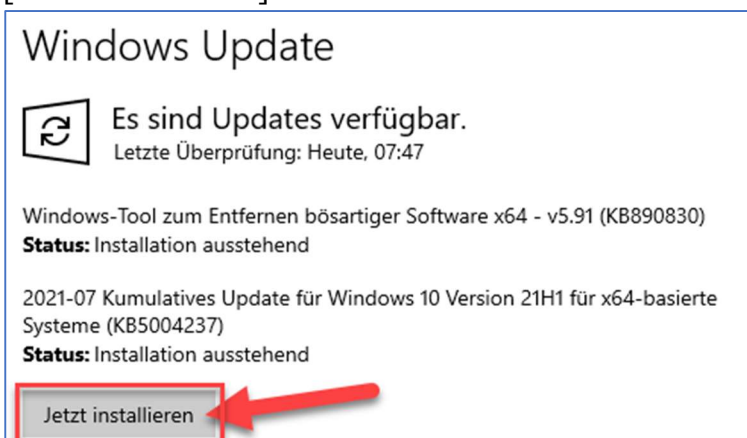 Windows Update
Es sind Updates verfügbar.
Letzte Überprüfung: Heute, 07:47
Windows-Tool zum Entfernen bösartiger Software x64 - v5.91 (KB890830)
Status: Installation ausstehend
2021-07 Kumulatives Update für Windows 10 Version 21H1 für x64-basierte
Systeme (KB5004237)
Status: Installation ausstehend
Jetzt installieren